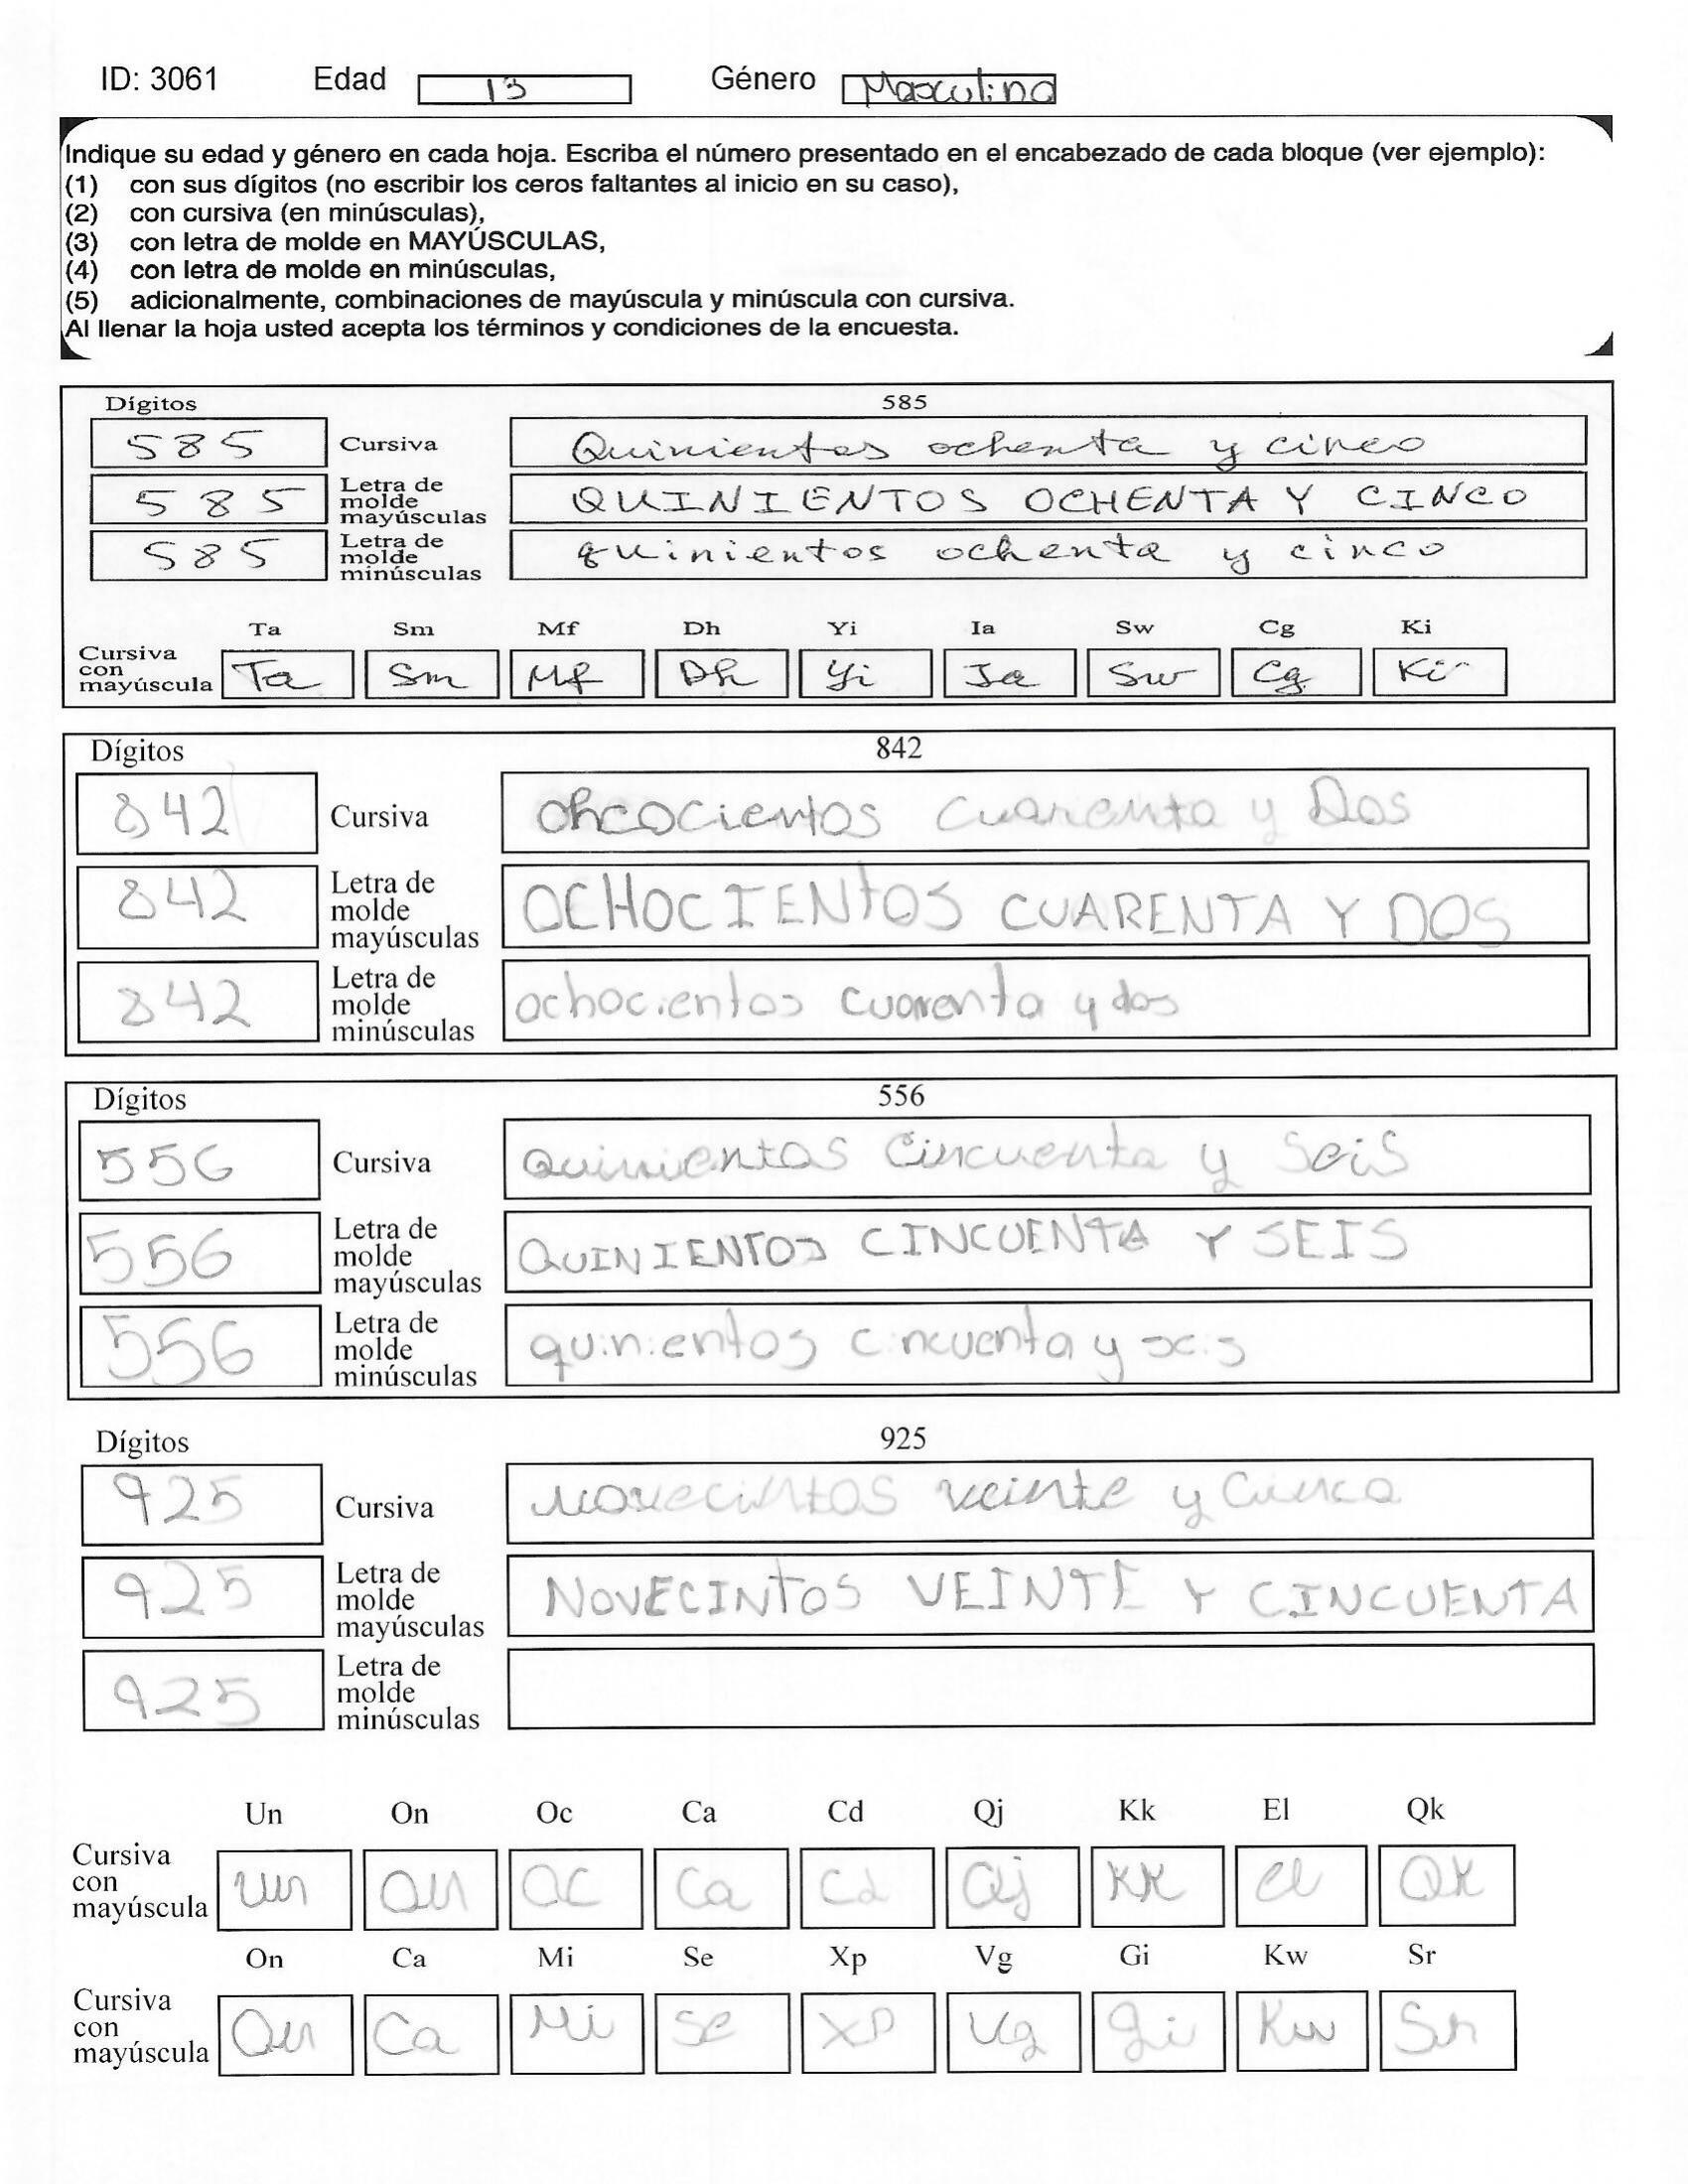 ID: 3061 Edad 13 Género Masculino
Indique su edad y género en cada hoja. Escriba el número presentado en el encabezado de cada bloque (ver ejemplo):
(1) con sus dígitos (no escribir los ceros faltantes al inicio en su caso),
(2) con cursiva (en minúsculas),
(3) con letra de molde en MAYÚSCULAS,
(4) con letra de molde en minúsculas,
(5) adicionalmente, combinaciones de mayúscula y minúscula con cursiva.
Al llenar la hoja usted acepta los términos y condiciones de la encuesta.
Dígitos 585
585 Cursiva Quinientos ochenta y cinco
585 Letra de molde mayúsculas QUINIENTOS OCHENTA Y CINCO
585 Letra de molde minúsculas quinientos ochenta y cinco
Ta Sm Mf Dh Yi Ia Sw Cg Ki
Cursiva con mayúscula Ta Sm Mf Dh Yi Ia Sw Cg Ki
Dígitos 842
842 Cursiva ohcocientos cuarenta y Dos
842 Letra de molde mayúsculas OCHOCIENtOS CUARENTA Y DOS
842 Letra de molde minúsculas ochocientos cuarenta y dos
Dígitos 556
556 Cursiva Quinientos Cincuenta y Seis
556 Letra de molde mayúsculas QUINIENTOS CINCUENTA Y SEIS
556 Letra de molde minúsculas quinientos cincuenta y seis
Dígitos 925
925 Cursiva novecintos veinte y Cinco
925 Letra de molde mayúsculas NOVECINtOS VEINTE Y CINCUENTA
925 Letra de molde minúsculas
Un On Oc Ca Cd Qj Kk El Qk
Cursiva con mayúscula Un On Oc Ca Cd Qj Kk El Qk
On Ca Mi Se Xp Vg Gi Kw Sr
Cursiva con mayúscula On Ca Mi Se Xp Vg Gi Kw Sr